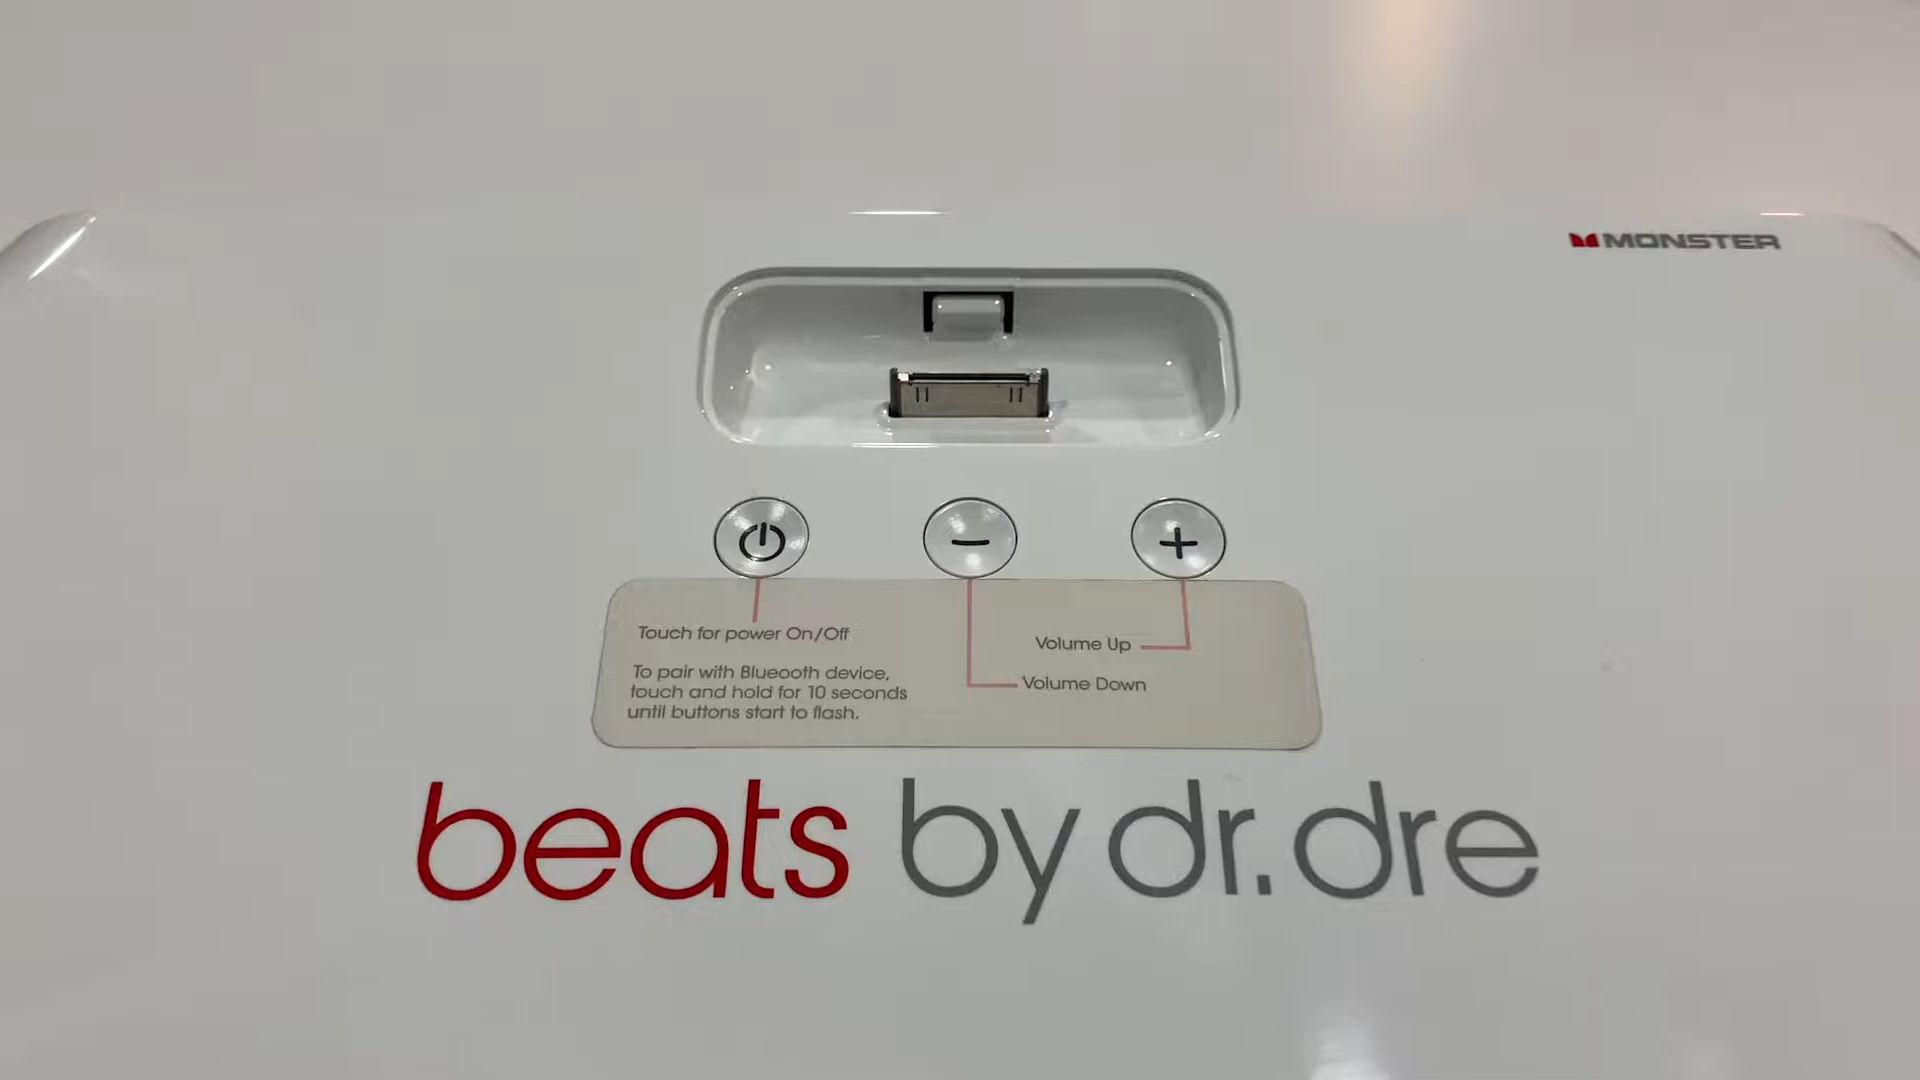 MONSTER
Touch for power On/Off
To pair with Blueooth device,
touch and hold for 10 seconds
until buttons start to flash.
Volume Up
Volume Down
beats by dr.dre